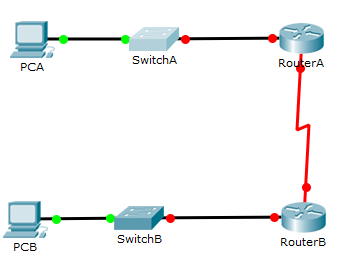 PCA
SwitchA
RouterA
PCB
SwitchB
RouterB